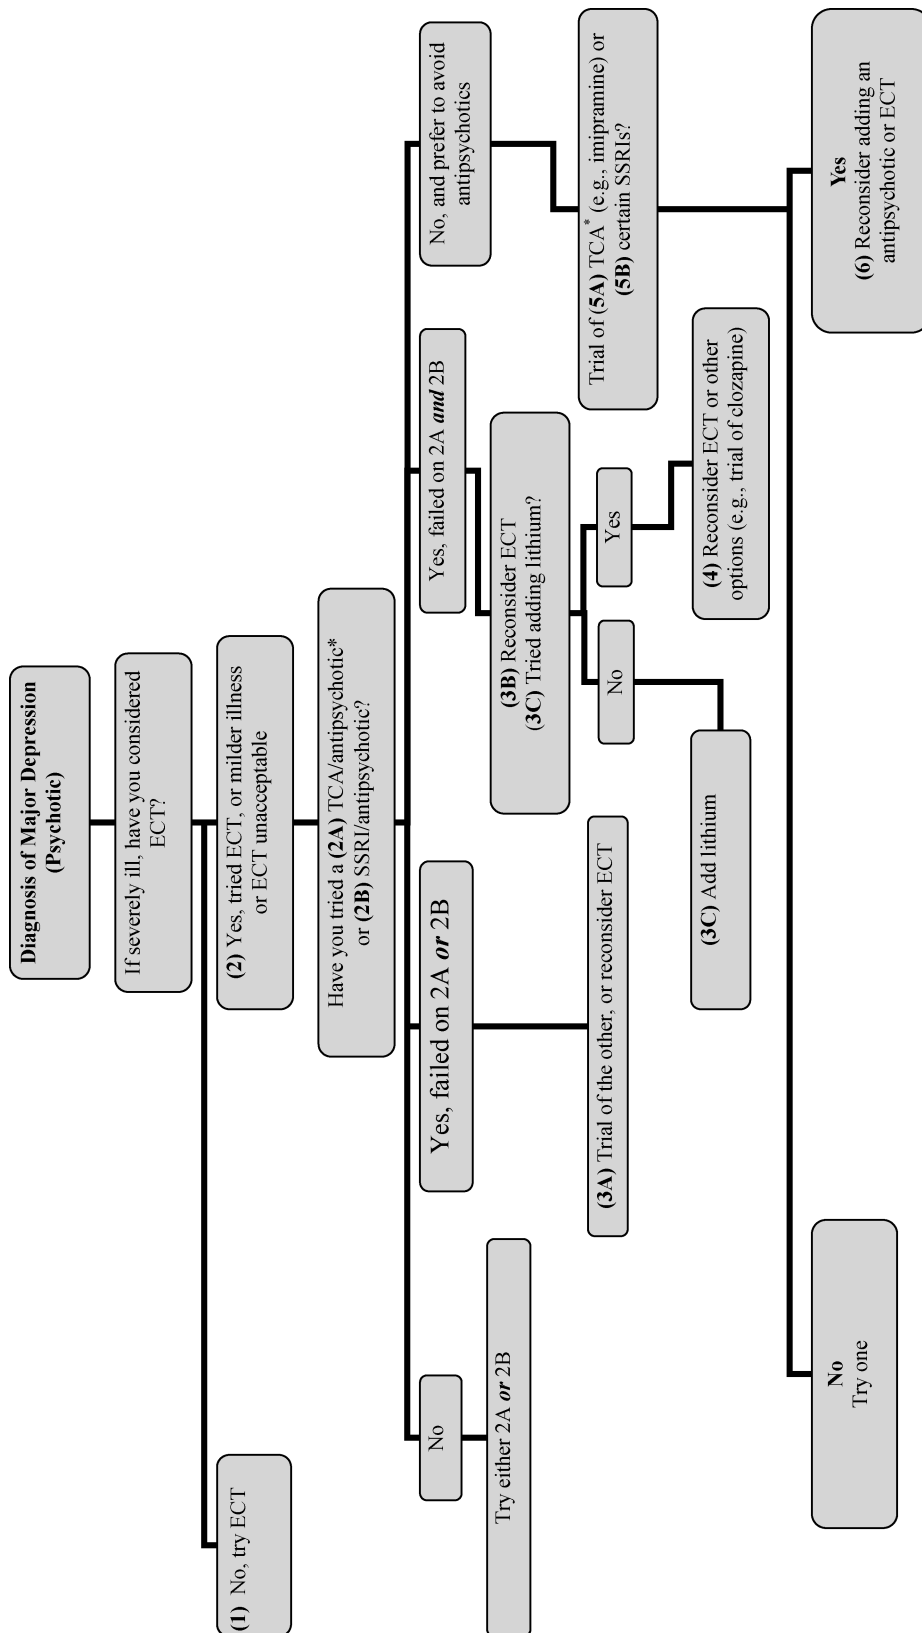 Diagnosis of Major Depression
(Psychotic)
If severely ill, have you considered
ECT?
(1) No, try ECT
(2) Yes, tried ECT, or milder illness
or ECT unacceptable
Have you tried a (2A) TCA/antipsychotic*
or (2B) SSRI/antipsychotic?
No
Yes, failed on 2A or 2B
Yes, failed on 2A and 2B
No, and prefer to avoid
antipsychotics
Try either 2A or 2B
(3A) Trial of the other, or reconsider ECT
(3B) Reconsider ECT
(3C) Tried adding lithium?
Trial of (5A) TCA* (e.g., imipramine) or
(5B) certain SSRIs?
No
Yes
(3C) Add lithium
(4) Reconsider ECT or other
options (e.g., trial of clozapine)
No
Try one
Yes
(6) Reconsider adding an
antipsychotic or ECT